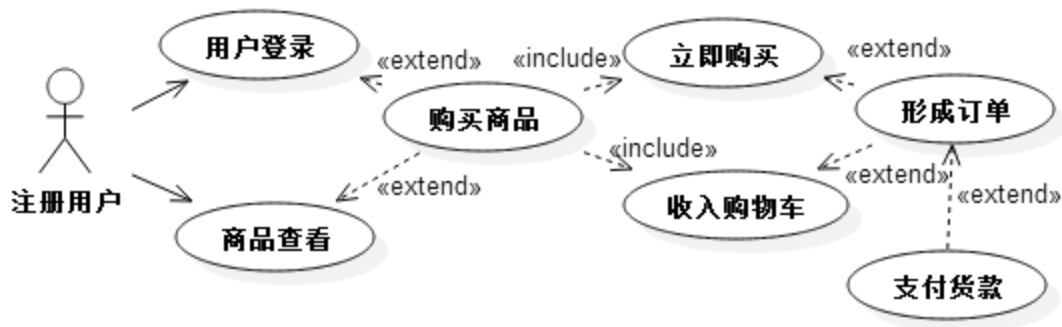 用户登录
«extend»
«include»
立即购买
«extend»
购买商品
形成订单
注册用户
«include»
«extend»
«extend»
收入购物车
«extend»
商品查看
支付货款